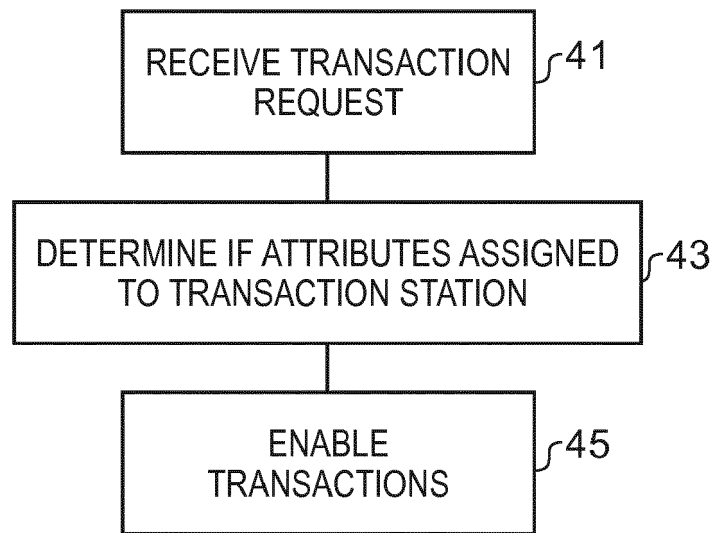 RECEIVE TRANSACTION
REQUEST
41
DETERMINE IF ATTRIBUTES ASSIGNED
TO TRANSACTION STATION
43
ENABLE
TRANSACTIONS
45